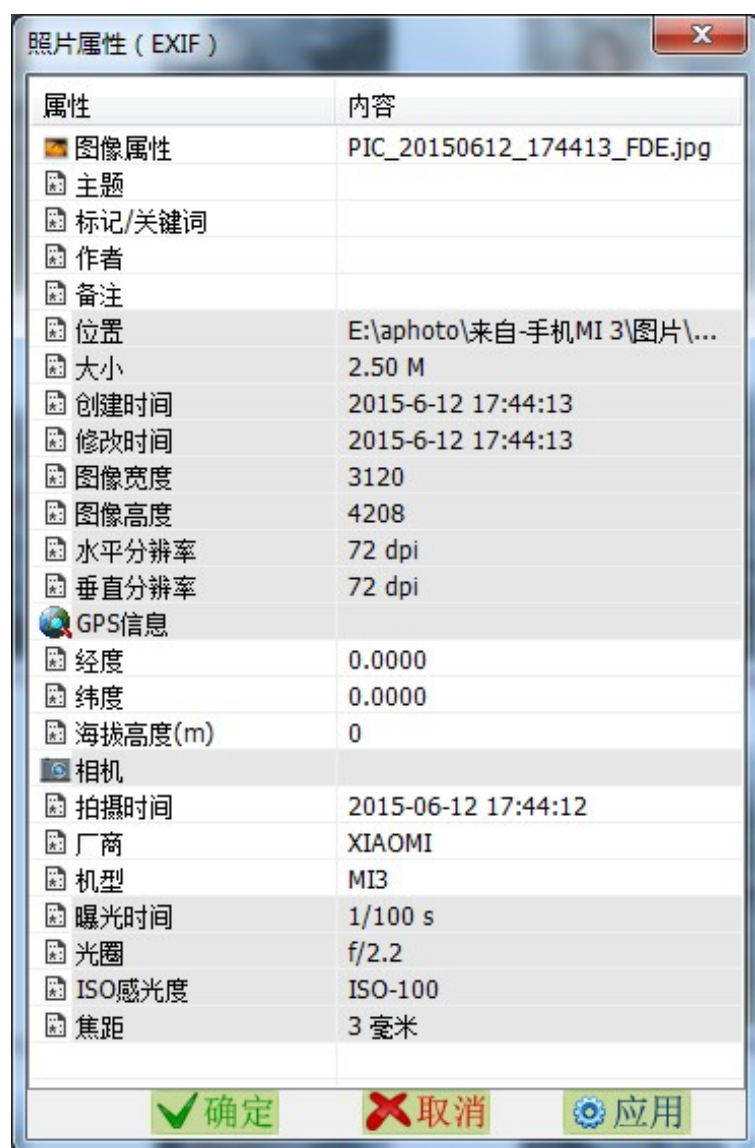 照片属性（EXIF）
x
属性 内容
图像属性 PIC_20150612_174413_FDE.jpg
主题
标记/关键词
作者
备注
位置 E:\aphoto\来自-手机MI 3\图片\...
大小 2.50 M
创建时间 2015-6-12 17:44:13
修改时间 2015-6-12 17:44:13
图像宽度 3120
图像高度 4208
水平分辨率 72 dpi
垂直分辨率 72 dpi
GPS信息
经度 0.0000
纬度 0.0000
海拔高度(m) 0
相机
拍摄时间 2015-06-12 17:44:12
厂商 XIAOMI
机型 MI3
曝光时间 1/100 s
光圈 f/2.2
ISO感光度 ISO-100
焦距 3 毫米
确定 取消 应用